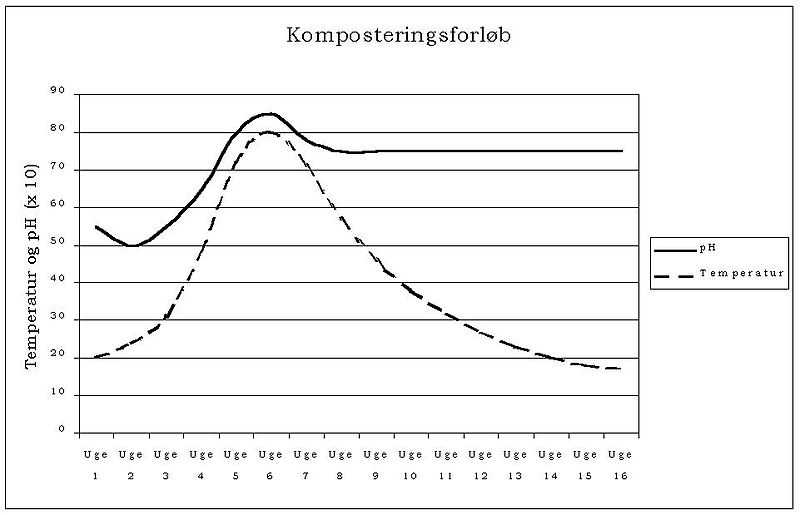 Komposteringsforløb
Temperatur og pH (x 10)
90
80
70
60
50
40
30
20
10
0
Uge 1
Uge 2
Uge 3
Uge 4
Uge 5
Uge 6
Uge 7
Uge 8
Uge 9
Uge 10
Uge 11
Uge 12
Uge 13
Uge 14
Uge 15
Uge 16
pH
Temperatur